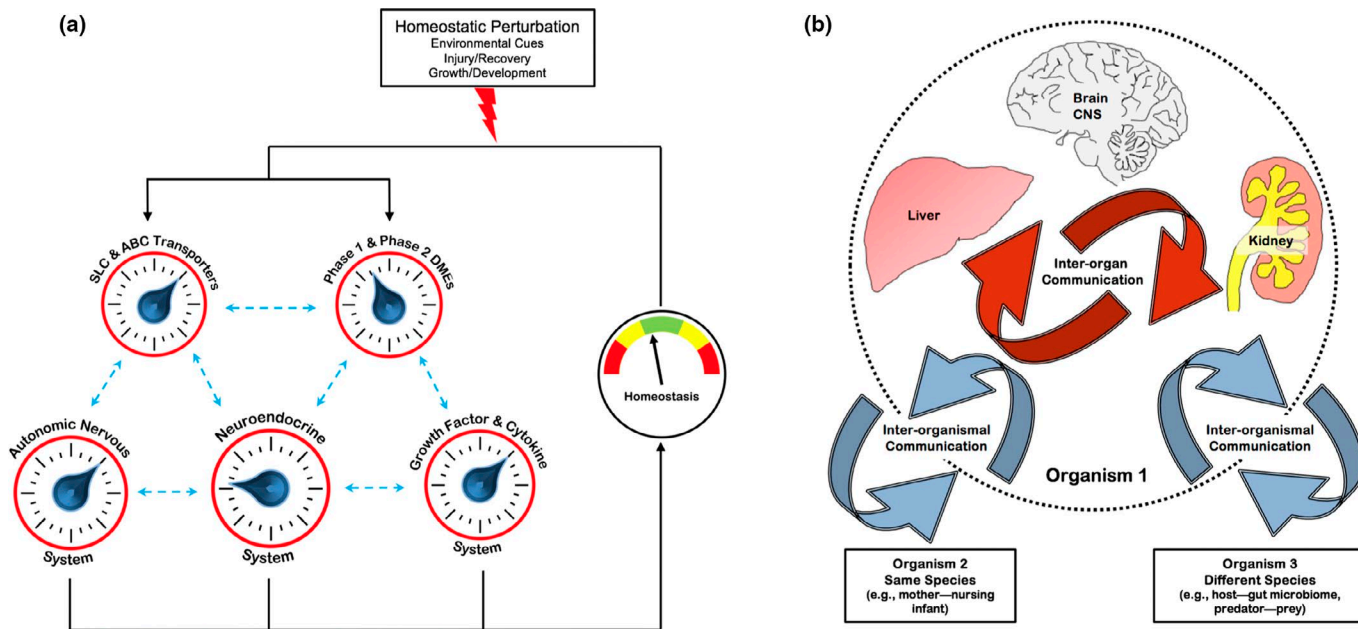 (a)
Homeostatic Perturbation
Environmental Cues
Injury/Recovery
Growth/Development
SLC & ABC Transporters
Phase 1 & Phase 2 DMEs
Autonomic Nervous
System
Neuroendocrine
System
Growth Factor & Cytokine
System
Homeostasis
(b)
Brain
CNS
Liver
Kidney
Inter-organ
Communication
Inter-organismal
Communication
Inter-organismal
Communication
Organism 1
Organism 2
Same Species
(e.g., mother—nursing
infant)
Organism 3
Different Species
(e.g., host—gut microbiome,
predator—prey)